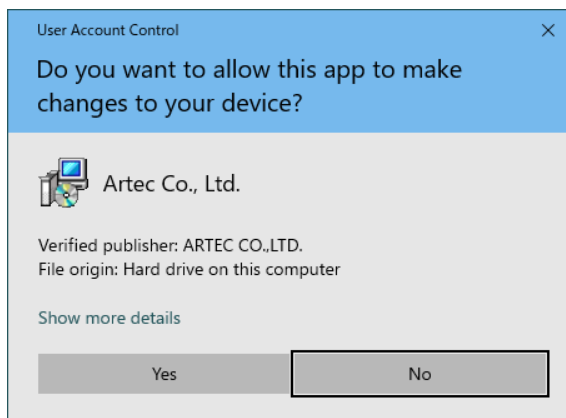 User Account Control
Do you want to allow this app to make
changes to your device?
Artec Co., Ltd.
Verified publisher: ARTEC CO.,LTD.
File origin: Hard drive on this computer
Show more details
Yes
No